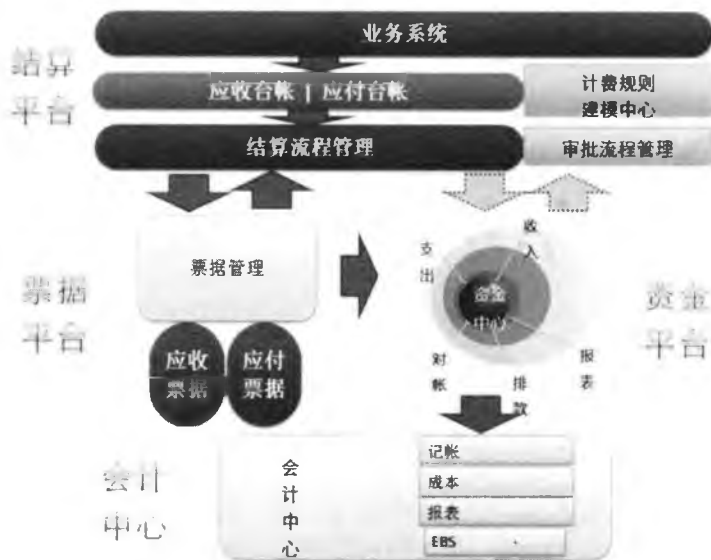 业务系统
结算
平台
应收台帐 | 应付台帐
计费规则
建模中心
结算流程管理
审批流程管理
票据管理
收入
支出
资金
中心
票据
平台
资金
平台
应收
票据
应付
票据
对帐
排款
报表
会计
中心
会计中心
记帐
成本
报表
EBS